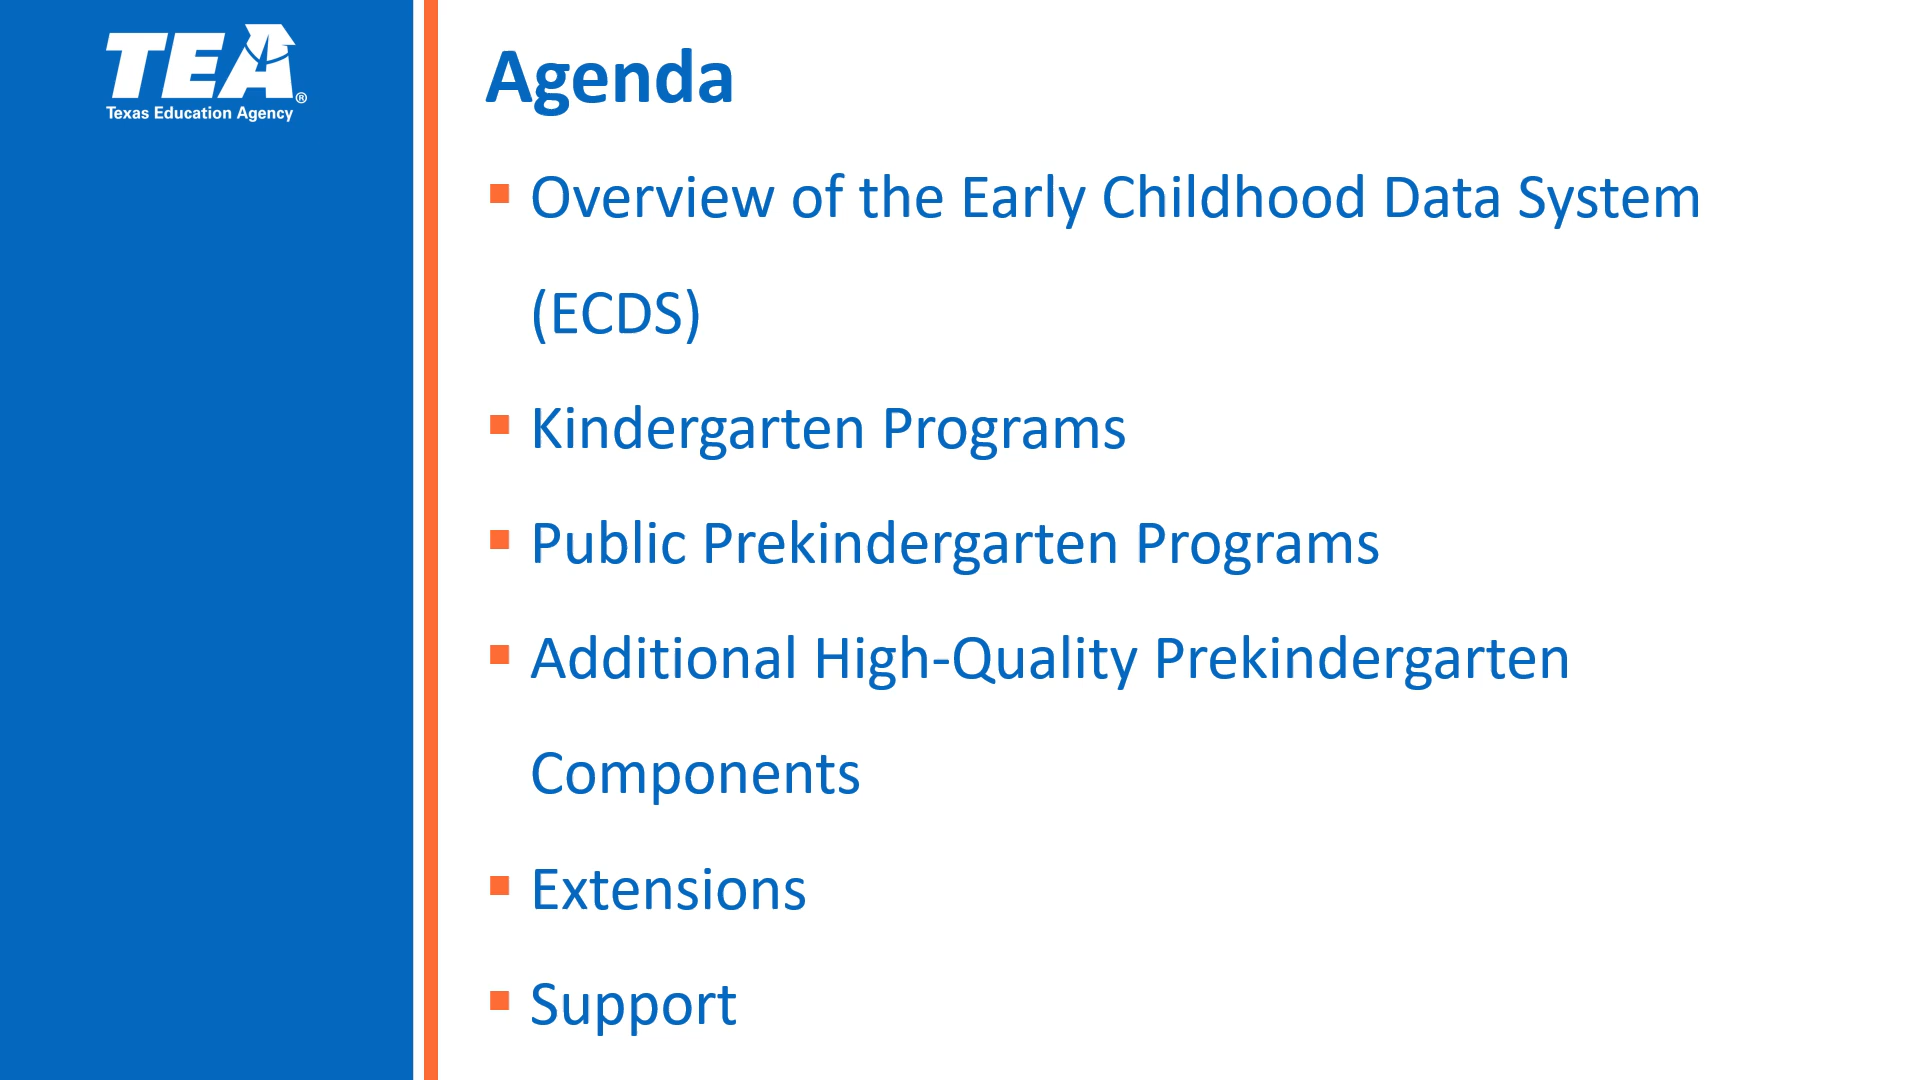 TEA®
Texas Education Agency
Agenda
▪ Overview of the Early Childhood Data System
(ECDS)
▪ Kindergarten Programs
▪ Public Prekindergarten Programs
▪ Additional High-Quality Prekindergarten
Components
▪ Extensions
▪ Support